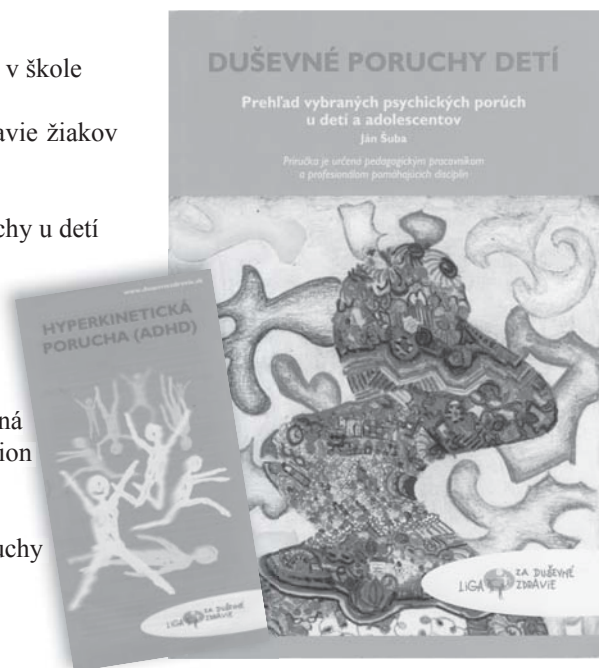 v škole
avie žiakov
chy u detí
ná
ion
uchy
DUŠEVNÉ PORUCHY DETÍ
Prehľad vybraných psychických porúch
u detí a adolescentov
Ján Šuba
Príručka je určená pedagogickým pracovníkom
a profesionálom pomáhajúcich disciplín
LIGA ZA DUŠEVNÉ
ZDRAVIE
www.dusevnezdravie.sk
HYPERKINETICKÁ
PORUCHA (ADHD)
LIGA ZA DUŠEVNÉ
ZDRAVIE